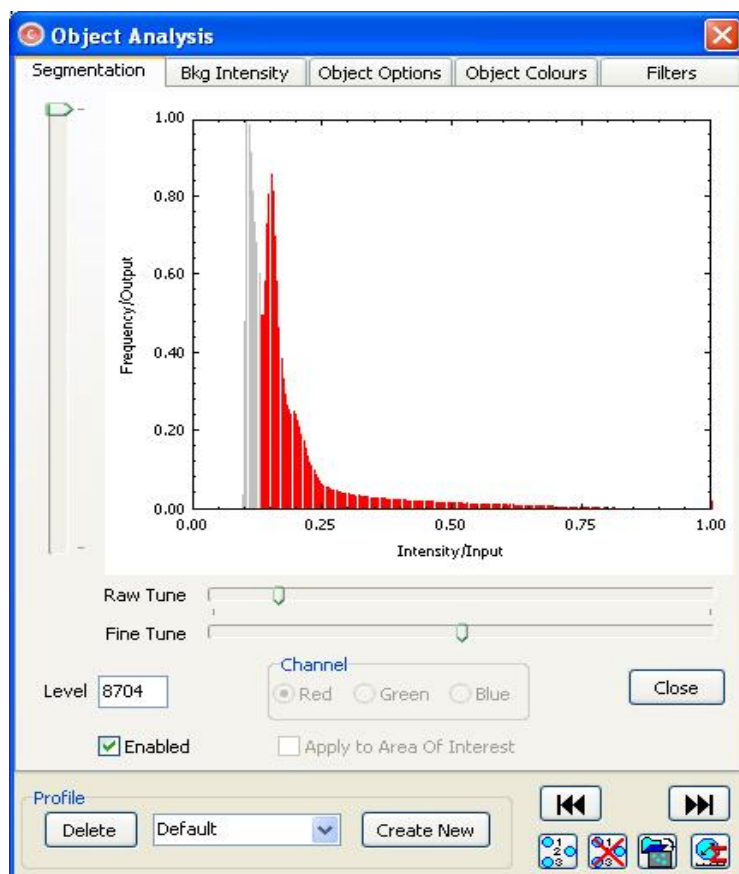 Object Analysis
Segmentation Bkg Intensity Object Options Object Colours Filters
1.00
0.80
0.60
0.40
0.20
0.00
Frequency/Output
0.00 0.25 0.50 0.75 1.00
Intensity/Input
Raw Tune
Fine Tune
Channel
Level 8704 Red Green Blue Close
Enabled Apply to Area Of Interest
Profile
Delete Default Create New